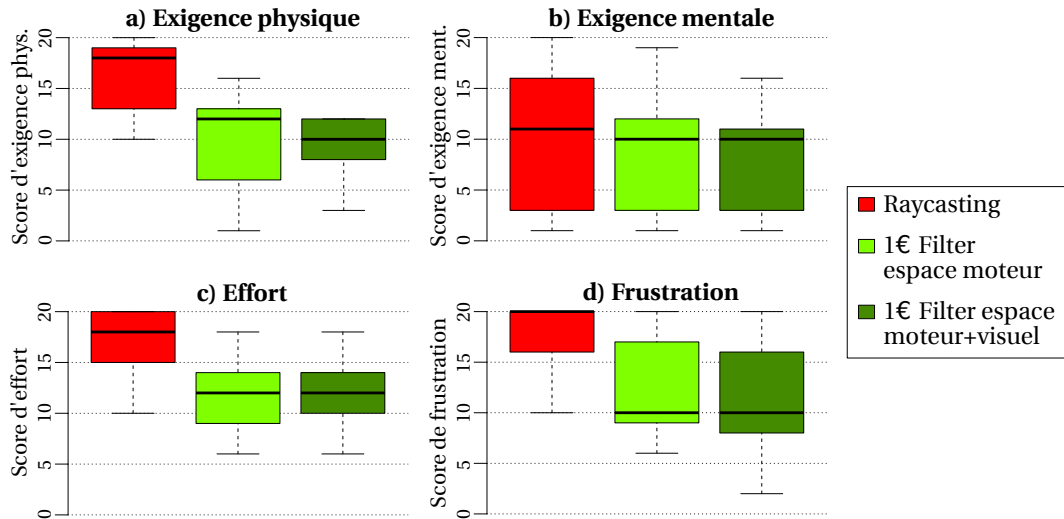 a) Exigence physique
Score d'exigence phys.
0 5 10 15 20
b) Exigence mentale
Score d'exigence ment.
0 5 10 15 20
c) Effort
Score d'effort
0 5 10 15 20
d) Frustration
Score de frustration
0 5 10 15 20
Raycasting
1€ Filter
espace moteur
1€ Filter espace
moteur+visuel